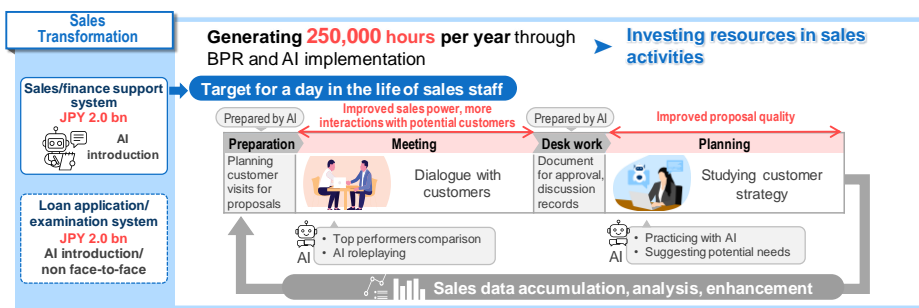 Sales
Transformation
Generating 250,000 hours per year through
BPR and AI implementation
Investing resources in sales
activities
Sales/finance support
system
JPY 2.0 bn
AI
introduction
Loan application/
examination system
JPY 2.0 bn
AI introduction/
non face-to-face
Target for a day in the life of sales staff
Prepared by AI
Improved sales power, more
interactions with potential customers
Prepared by AI
Improved proposal quality
Preparation
Meeting
Desk work
Planning
Planning
customer
visits for
proposals
Dialogue with
customers
Document
for approval,
discussion
records
Studying customer
strategy
AI
• Top performers comparison
• AI roleplaying
AI
• Practicing with AI
• Suggesting potential needs
Sales data accumulation, analysis, enhancement